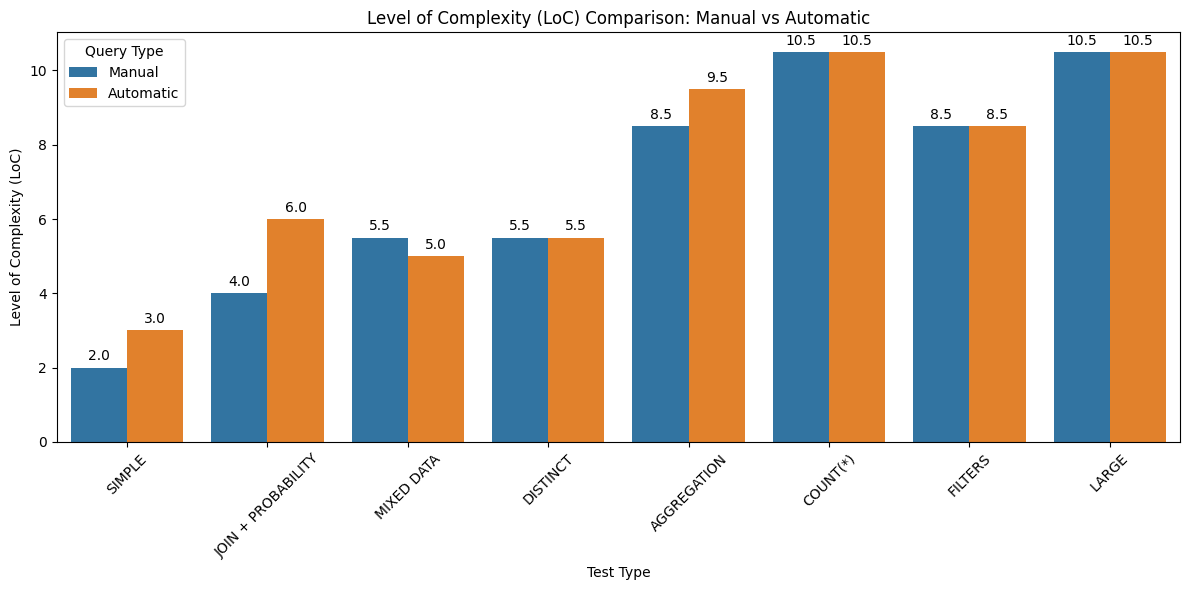 Level of Complexity (LoC) Comparison: Manual vs Automatic
Query Type
Manual
Automatic
Level of Complexity (LoC)
10
8
6
4
2
0
2.0
3.0
4.0
6.0
5.5
5.0
5.5
5.5
8.5
9.5
10.5
10.5
8.5
8.5
10.5
10.5
SIMPLE
JOIN + PROBABILITY
MIXED DATA
DISTINCT
AGGREGATION
COUNT(*)
FILTERS
LARGE
Test Type